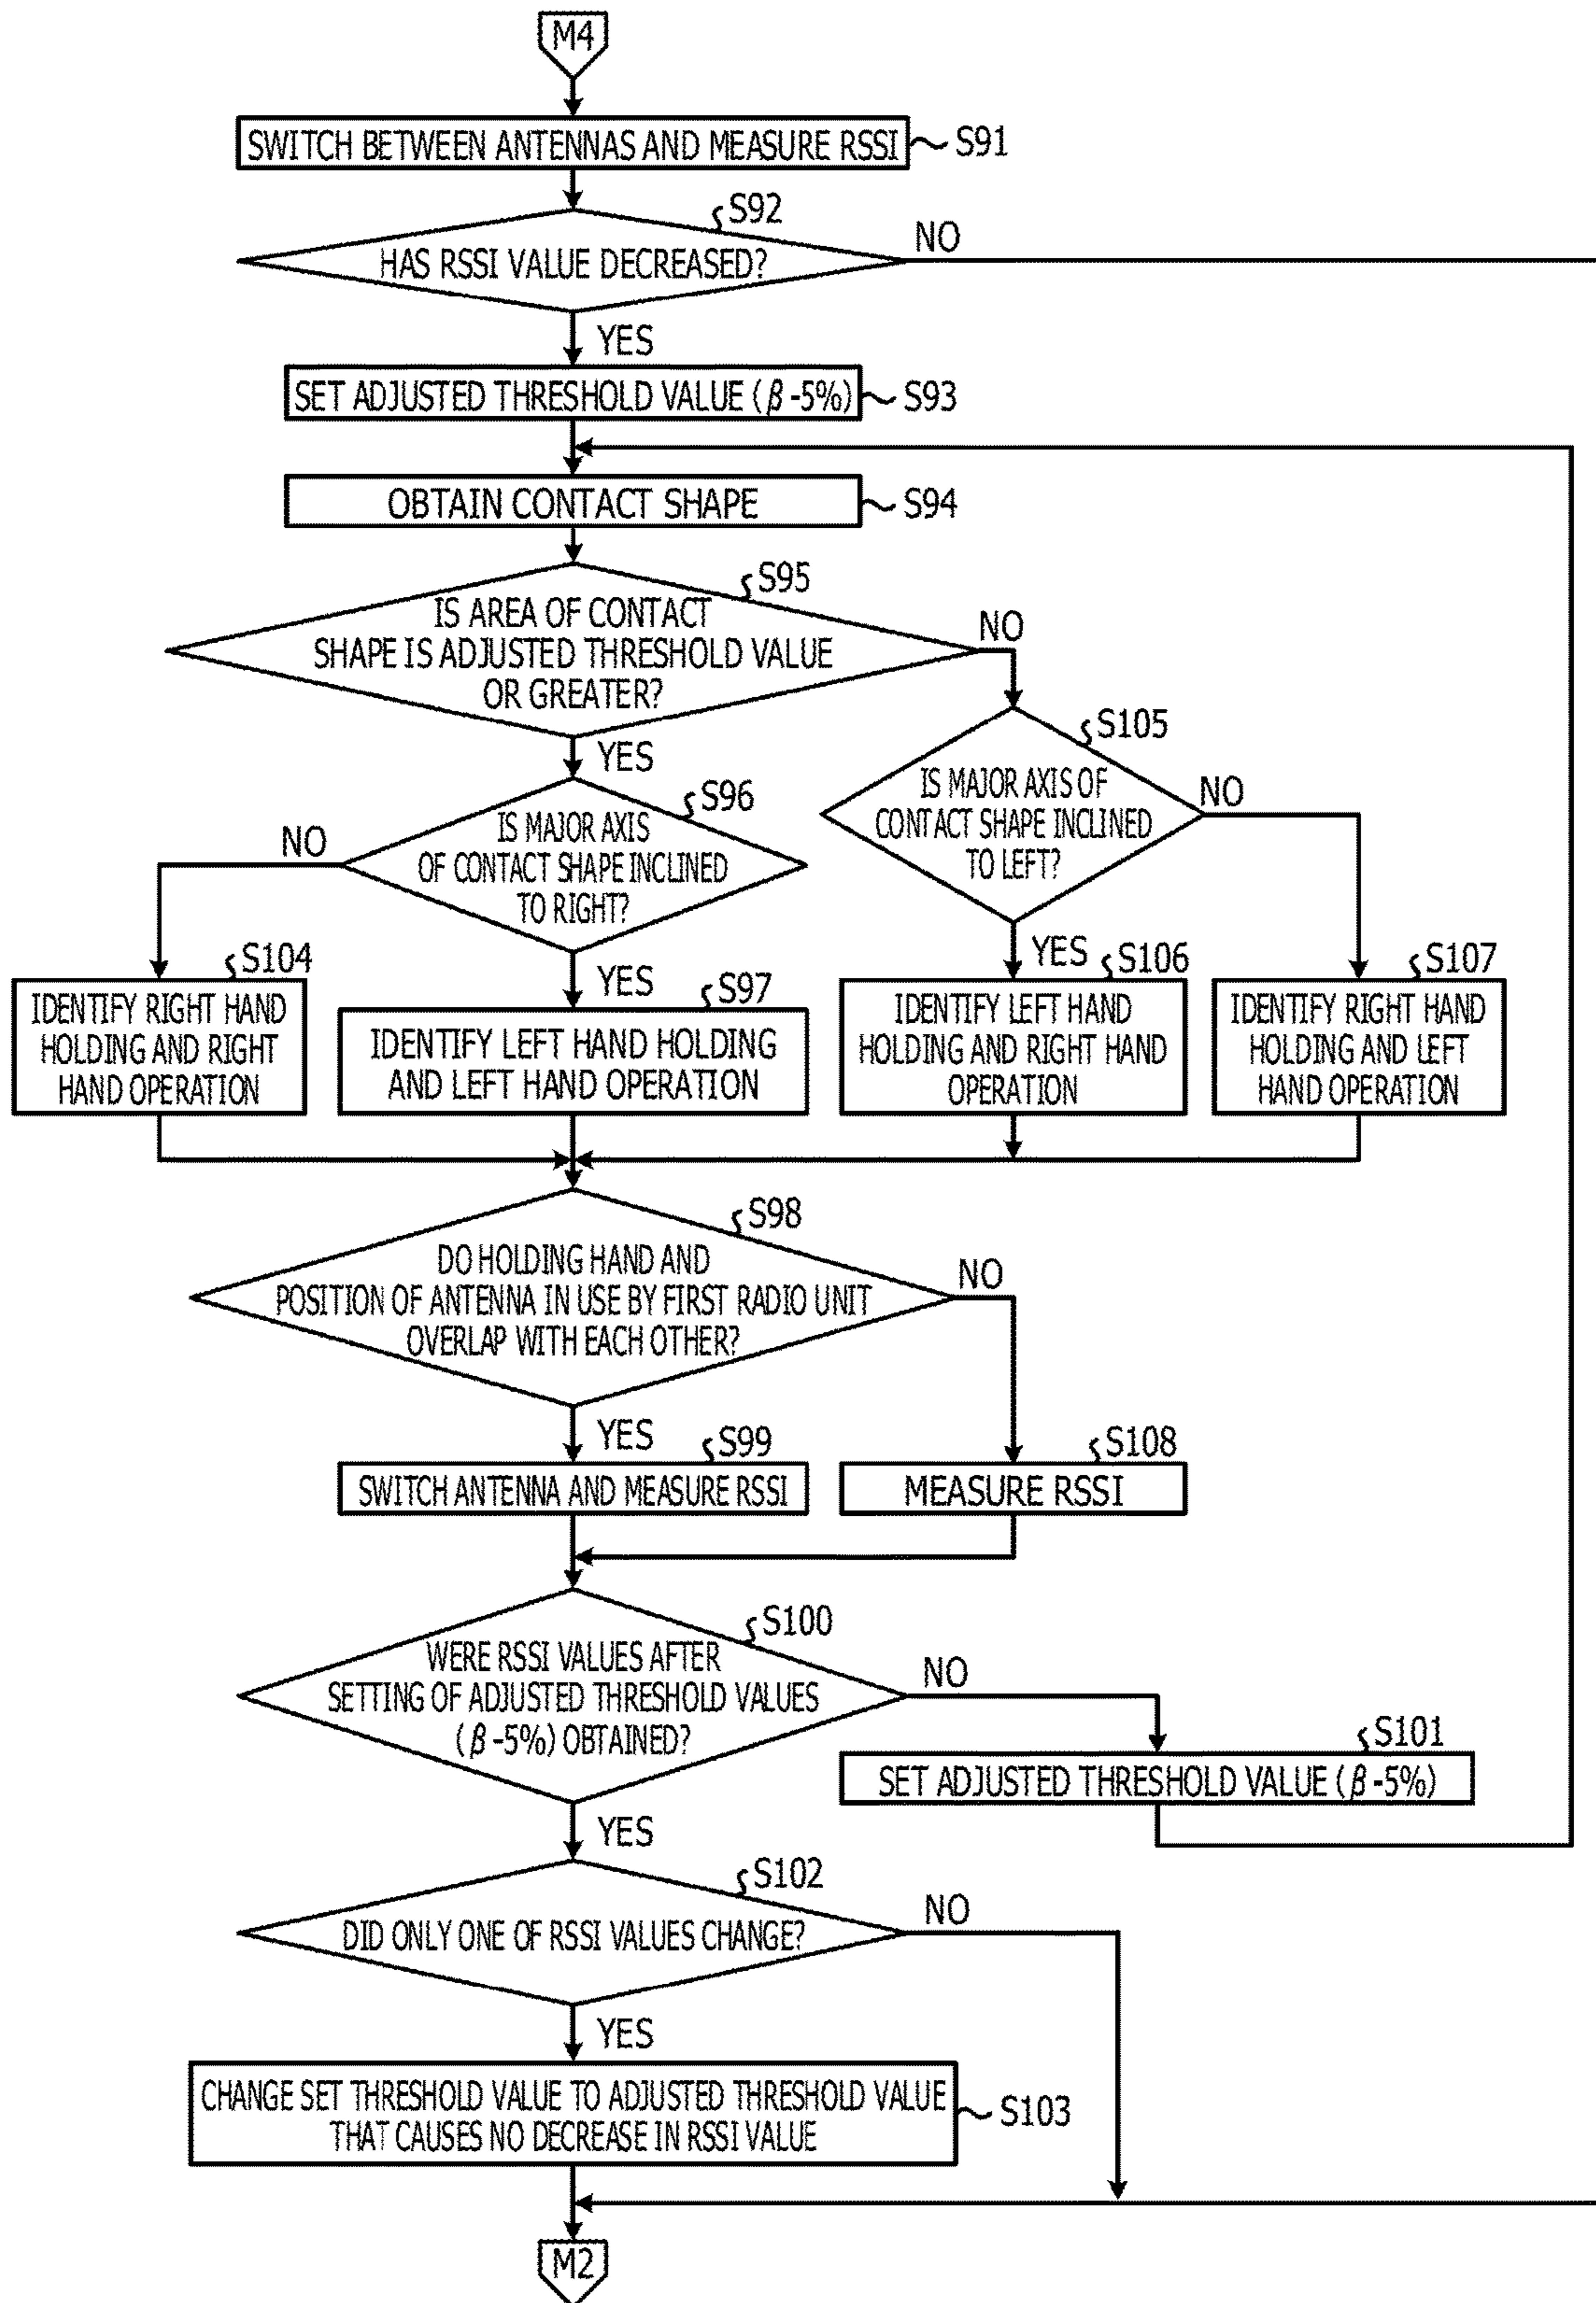 M4
SWITCH BETWEEN ANTENNAS AND MEASURE RSSI
S91
S92
HAS RSSI VALUE DECREASED?
NO
YES
SET ADJUSTED THRESHOLD VALUE (β-5%)
S93
OBTAIN CONTACT SHAPE
S94
S95
IS AREA OF CONTACT
SHAPE IS ADJUSTED THRESHOLD VALUE
OR GREATER?
NO
YES
S105
IS MAJOR AXIS OF
CONTACT SHAPE INCLINED
TO LEFT?
NO
YES
S96
IS MAJOR AXIS
OF CONTACT SHAPE INCLINED
TO RIGHT?
NO
YES
S104
IDENTIFY RIGHT HAND
HOLDING AND RIGHT
HAND OPERATION
S97
IDENTIFY LEFT HAND HOLDING
AND LEFT HAND OPERATION
S106
IDENTIFY LEFT HAND
HOLDING AND RIGHT HAND
OPERATION
S107
IDENTIFY RIGHT HAND
HOLDING AND LEFT
HAND OPERATION
S98
DO HOLDING HAND AND
POSITION OF ANTENNA IN USE BY FIRST RADIO UNIT
OVERLAP WITH EACH OTHER?
NO
YES
S99
SWITCH ANTENNA AND MEASURE RSSI
S108
MEASURE RSSI
S100
WERE RSSI VALUES AFTER
SETTING OF ADJUSTED THRESHOLD VALUES
(β-5%) OBTAINED?
NO
YES
S101
SET ADJUSTED THRESHOLD VALUE (β-5%)
S102
DID ONLY ONE OF RSSI VALUES CHANGE?
NO
YES
CHANGE SET THRESHOLD VALUE TO ADJUSTED THRESHOLD VALUE
THAT CAUSES NO DECREASE IN RSSI VALUE
S103
M2